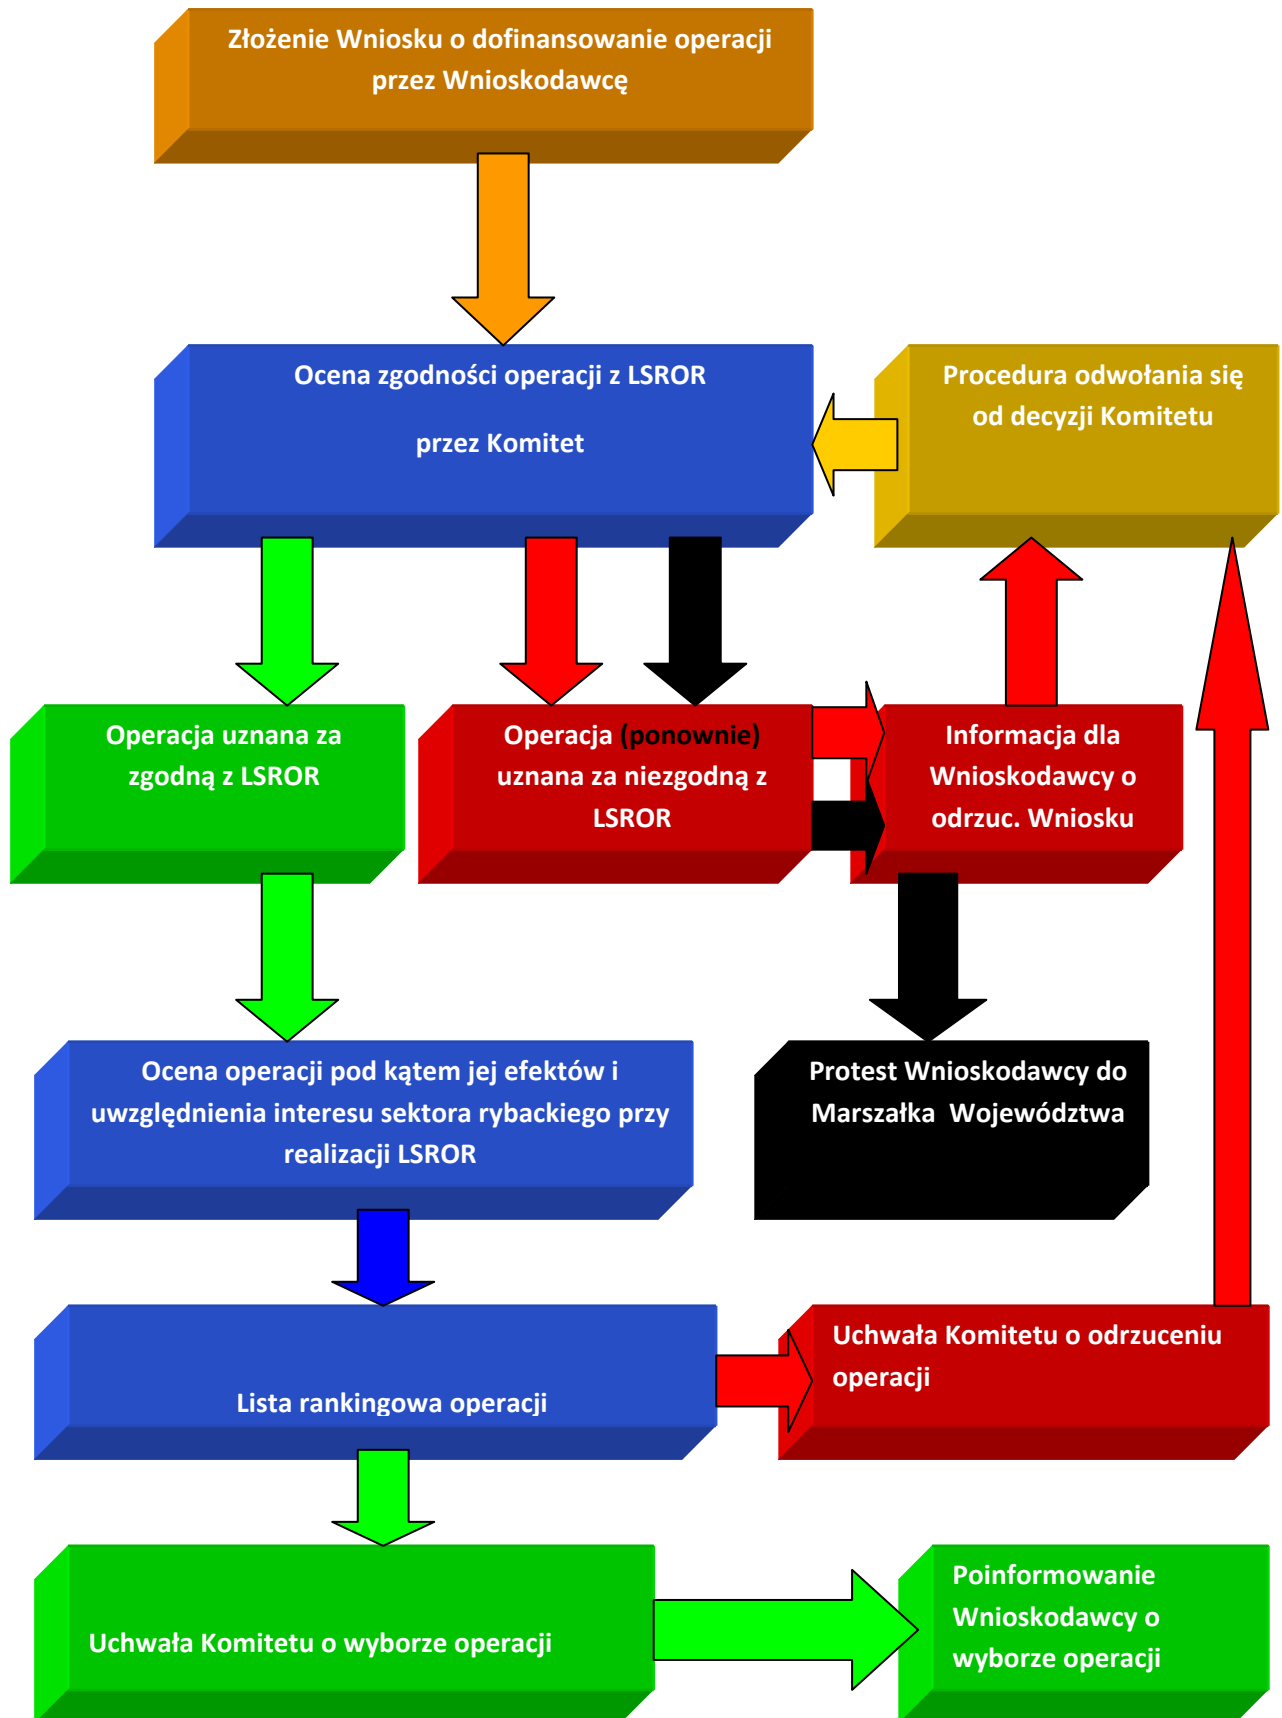 Złożenie Wniosku o dofinansowanie operacji
przez Wnioskodawcę
Ocena zgodności operacji z LSROR
przez Komitet
Procedura odwołania się
od decyzji Komitetu
Operacja uznana za
zgodną z LSROR
Operacja (ponownie)
uznana za niezgodną z
LSROR
Informacja dla
Wnioskodawcy o
odrzuc. Wniosku
Ocena operacji pod kątem jej efektów i
uwzględnienia interesu sektora rybackiego przy
realizacji LSROR
Protest Wnioskodawcy do
Marszałka  Województwa
Lista rankingowa operacji
Uchwała Komitetu o odrzuceniu
operacji
Uchwała Komitetu o wyborze operacji
Poinformowanie
Wnioskodawcy o
wyborze operacji